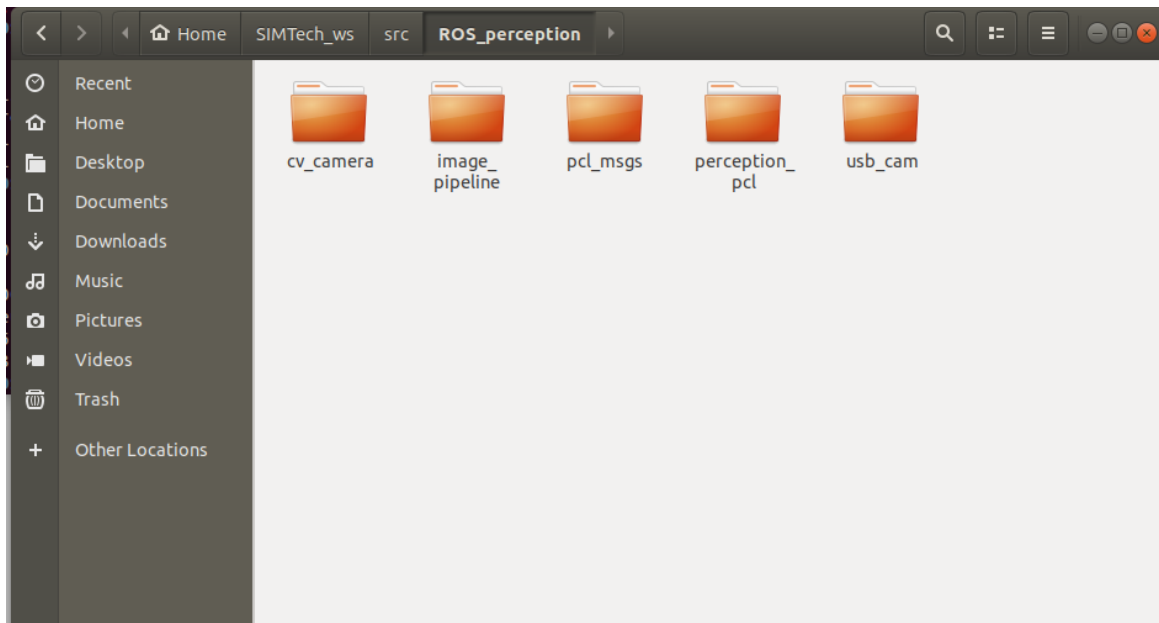 Home SIMTech_ws src ROS_perception
Recent
Home
Desktop
Documents
Downloads
Music
Pictures
Videos
Trash
Other Locations
cv_camera
image_
pipeline
pcl_msgs
perception_
pcl
usb_cam